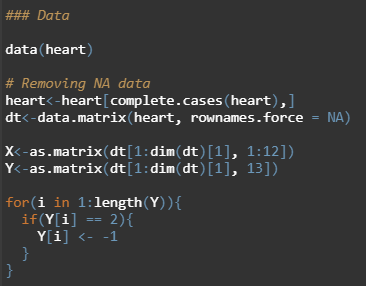 ### Data
data(heart)
# Removing NA data
heart<-heart[complete.cases(heart),]
dt<-data.matrix(heart, rownames.force = NA)
X<-as.matrix(dt[1:dim(dt)[1], 1:12])
Y<-as.matrix(dt[1:dim(dt)[1], 13])
for(i in 1:length(Y)){
  if(Y[i] == 2){
    Y[i] <- -1
  }
}